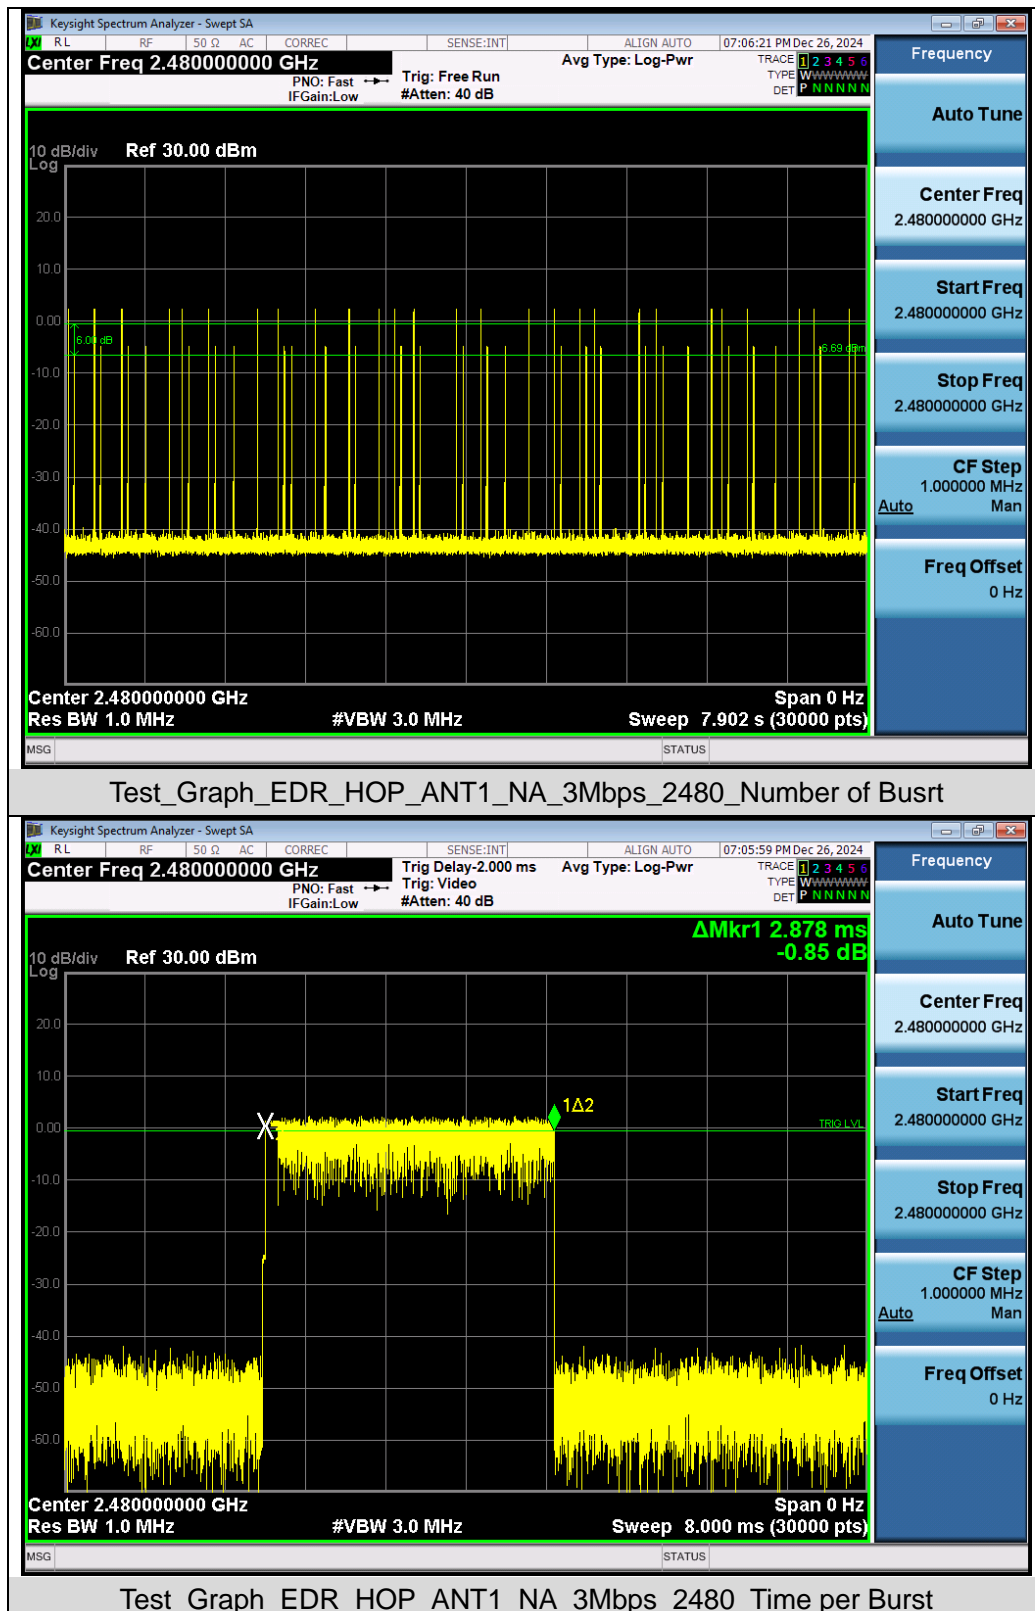 Keysight Spectrum Analyzer - Swept SA
LXI RL RF 50 Ω AC CORREC SENSE:INT ALIGN AUTO 07:06:21 PM Dec 26, 2024
Center Freq 2.480000000 GHz
PNO: Fast
IFGain:Low
Trig: Free Run
#Atten: 40 dB
Avg Type: Log-Pwr
TRACE 1 2 3 4 5 6
TYPE WWWWWW
DET P N N N N N
10 dB/div Ref 30.00 dBm
Log
20.0
10.0
0.00
6.00 dB
-6.69 dBm
-10.0
-20.0
-30.0
-40.0
-50.0
-60.0
Center 2.480000000 GHz Span 0 Hz
Res BW 1.0 MHz #VBW 3.0 MHz Sweep 7.902 s (30000 pts)
MSG STATUS
Frequency
Auto Tune
Center Freq
2.480000000 GHz
Start Freq
2.480000000 GHz
Stop Freq
2.480000000 GHz
CF Step
1.000000 MHz
Auto Man
Freq Offset
0 Hz
Test_Graph_EDR_HOP_ANT1_NA_3Mbps_2480_Number of Busrt
Keysight Spectrum Analyzer - Swept SA
LXI RL RF 50 Ω AC CORREC SENSE:INT ALIGN AUTO 07:05:59 PM Dec 26, 2024
Center Freq 2.480000000 GHz
PNO: Fast
IFGain:Low
Trig Delay-2.000 ms
Trig: Video
#Atten: 40 dB
Avg Type: Log-Pwr
TRACE 1 2 3 4 5 6
TYPE WWWWWW
DET P N N N N N
ΔMkr1 2.878 ms
-0.85 dB
10 dB/div Ref 30.00 dBm
Log
20.0
10.0
1Δ2
0.00
TRIG LVL
-10.0
-20.0
-30.0
-40.0
-50.0
-60.0
Center 2.480000000 GHz Span 0 Hz
Res BW 1.0 MHz #VBW 3.0 MHz Sweep 8.000 ms (30000 pts)
MSG STATUS
Frequency
Auto Tune
Center Freq
2.480000000 GHz
Start Freq
2.480000000 GHz
Stop Freq
2.480000000 GHz
CF Step
1.000000 MHz
Auto Man
Freq Offset
0 Hz
Test_Graph_EDR_HOP_ANT1_NA_3Mbps_2480_Time per Burst